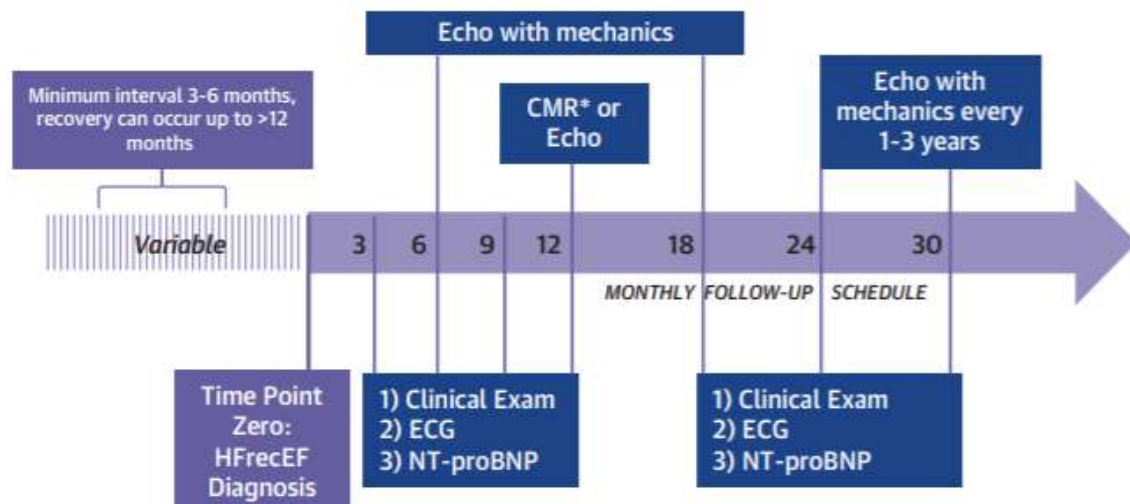 Echo with mechanics
Minimum interval 3-6 months,
recovery can occur up to >12
months
CMR* or
Echo
Echo with
mechanics every
1-3 years
Variable
3 6 9 12 18 24 30
MONTHLY FOLLOW-UP SCHEDULE
Time Point
Zero:
HFrecEF
Diagnosis
1) Clinical Exam
2) ECG
3) NT-proBNP
1) Clinical Exam
2) ECG
3) NT-proBNP